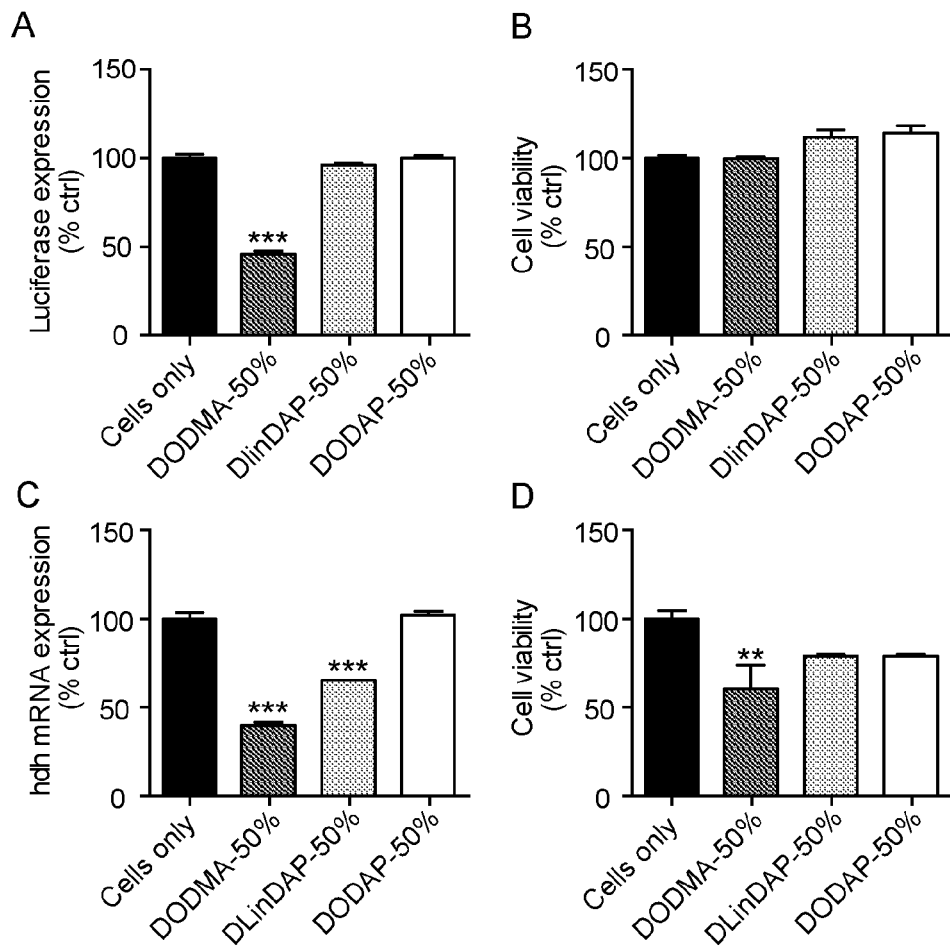 A
Luciferase expression
(% ctrl)
150
100
50
0
***
Cells only
DODMA-50%
DlinDAP-50%
DODAP-50%
B
Cell viability
(% ctrl)
150
100
50
0
Cells only
DODMA-50%
DlinDAP-50%
DODAP-50%
C
hdh mRNA expression
(% ctrl)
150
100
50
0
***
***
Cells only
DODMA-50%
DLinDAP-50%
DODAP-50%
D
Cell viability
(% ctrl)
150
100
50
0
**
Cells only
DODMA-50%
DLinDAP-50%
DODAP-50%